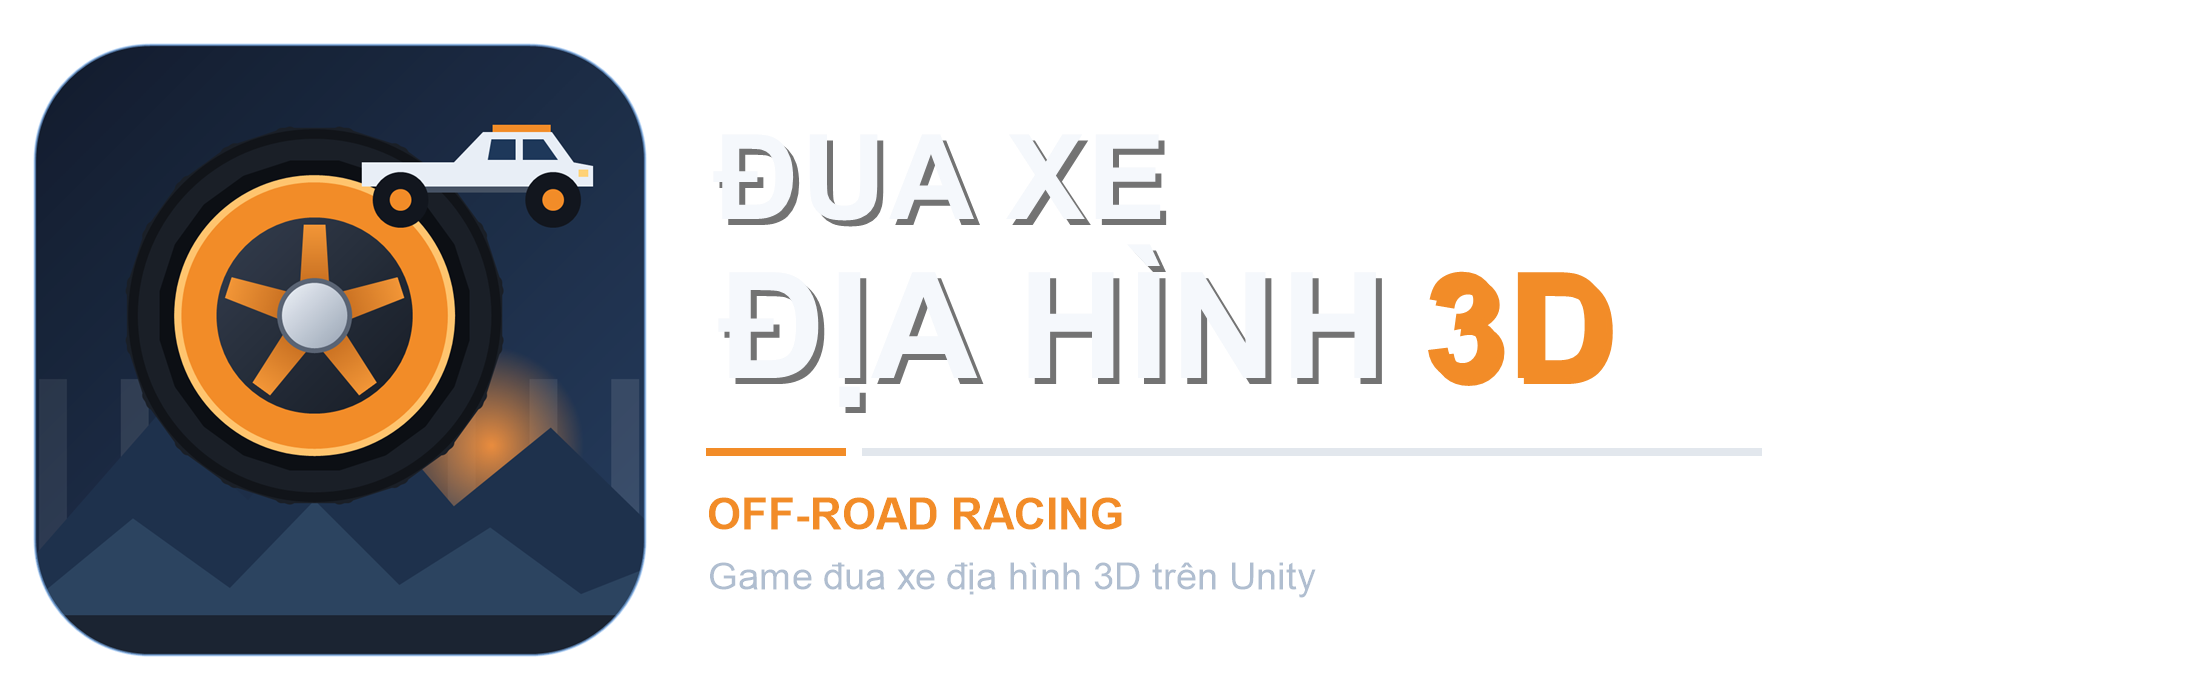 ĐUA XE
ĐỊA HÌNH 3D
OFF-ROAD RACING
Game đua xe địa hình 3D trên Unity